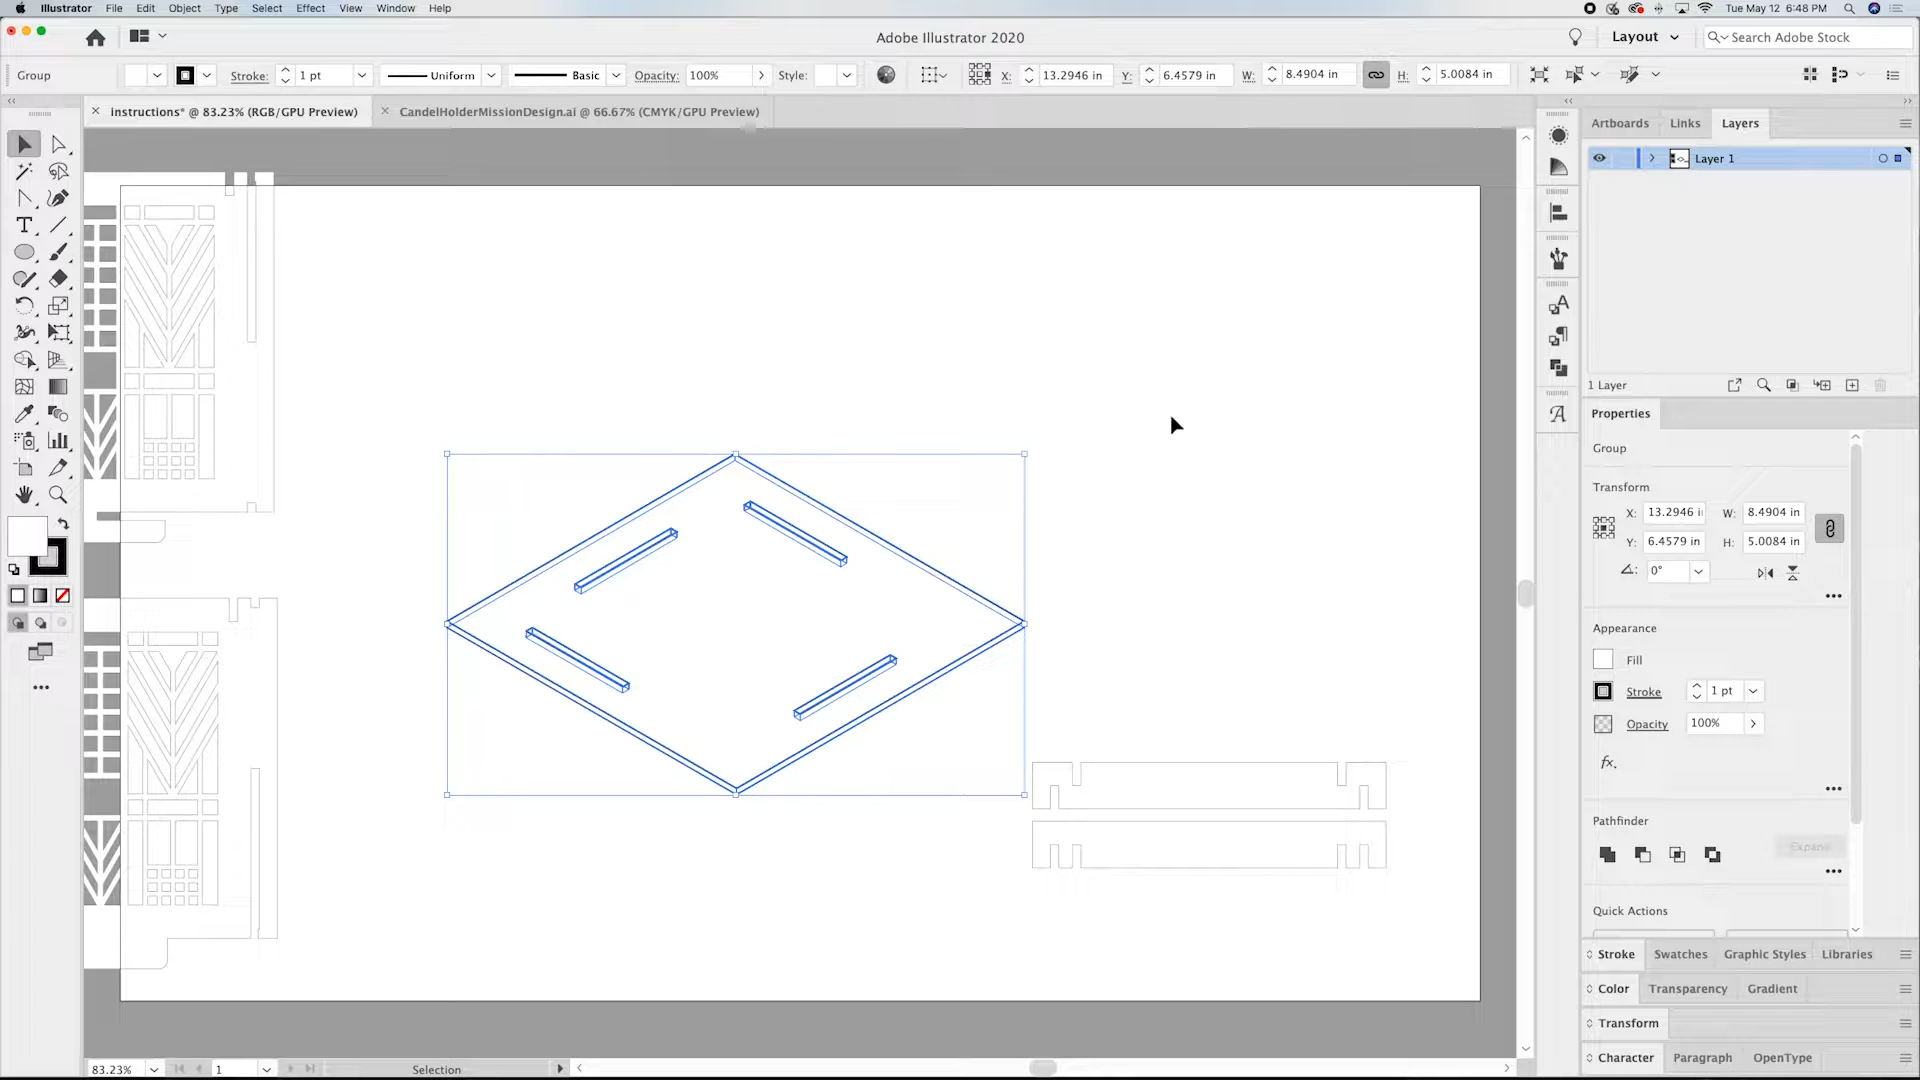 Illustrator File Edit Object Type Select Effect View Window Help Tue May 12 6:48 PM
Adobe Illustrator 2020 Layout Search Adobe Stock
Group Stroke: 1 pt Uniform Basic Opacity: 100% Style: X: 13.2946 in Y: 6.4579 in W: 8.4904 in H: 5.0084 in
instructions* @ 83.23% (RGB/GPU Preview) CandelHolderMissionDesign.ai @ 66.67% (CMYK/GPU Preview)
Artboards Links Layers
Layer 1
1 Layer
Properties
Group
Transform
X: 13.2946 i W: 8.4904 in
Y: 6.4579 in H: 5.0084 in
0°
Appearance
Fill
Stroke 1 pt
Opacity 100%
fx.
Pathfinder
Expand
Quick Actions
Stroke Swatches Graphic Styles Libraries
Color Transparency Gradient
Transform
Character Paragraph OpenType
83.23% 1 Selection